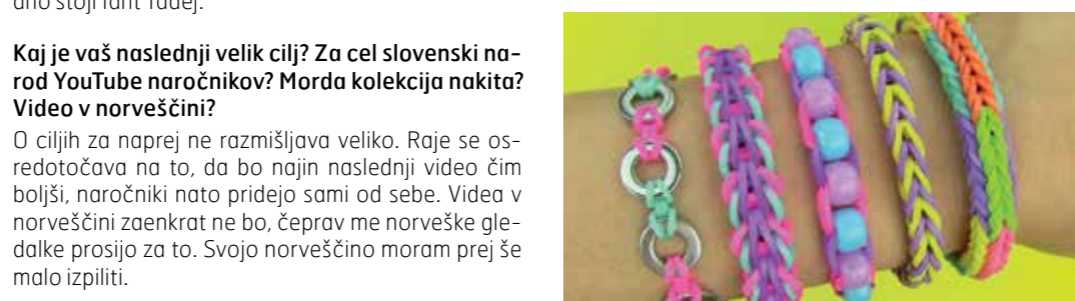 dno stoji fant Tadej.
Kaj je vaš naslednji velik cilj? Za cel slovenski na-
rod YouTube naročnikov? Morda kolekcija nakita?
Video v norveščini?
O ciljih za naprej ne razmišljava veliko. Raje se os-
redotočava na to, da bo najin naslednji video čim
boljši, naročniki nato pridejo sami od sebe. Videa v
norveščini zaenkrat ne bo, čeprav me norveške gle-
dalke prosijo za to. Svojo norveščino moram prej še
malo izpiliti.